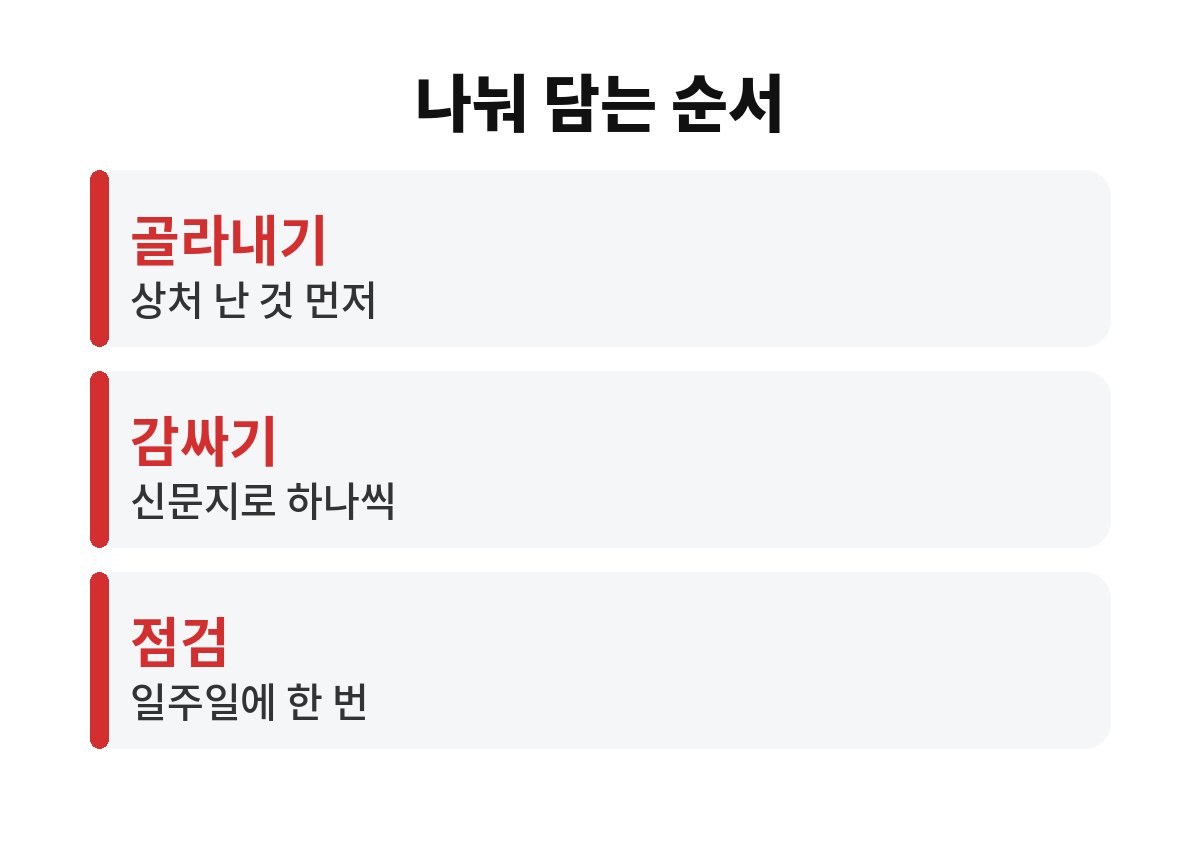 나눠 담는 순서
골라내기
상처 난 것 먼저
감싸기
신문지로 하나씩
점검
일주일에 한 번